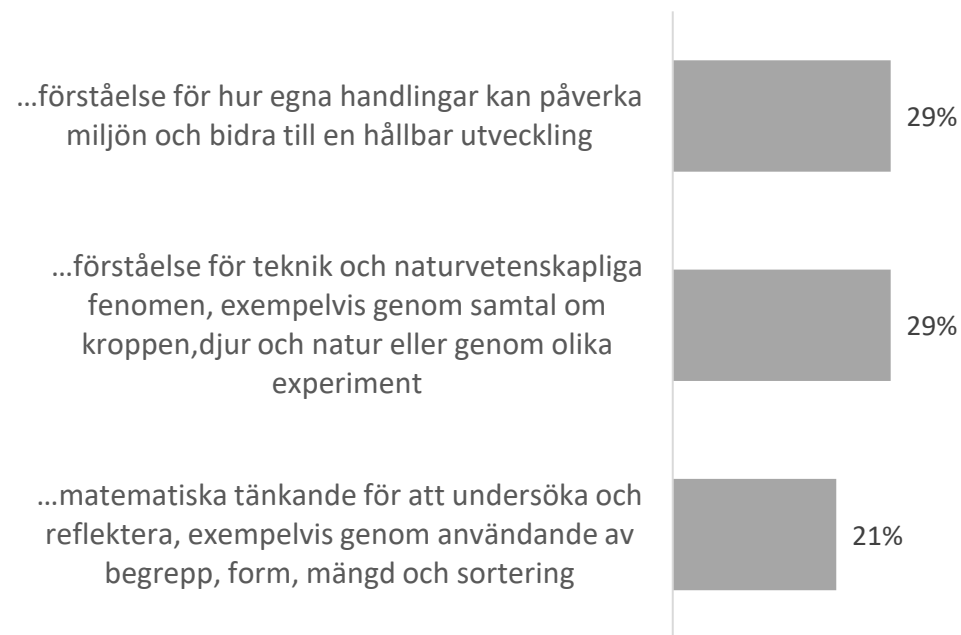 ...förståelse för hur egna handlingar kan påverka
miljön och bidra till en hållbar utveckling
29%
...förståelse för teknik och naturvetenskapliga
fenomen, exempelvis genom samtal om
kroppen,djur och natur eller genom olika
experiment
29%
...matematiska tänkande för att undersöka och
reflektera, exempelvis genom användande av
begrepp, form, mängd och sortering
21%